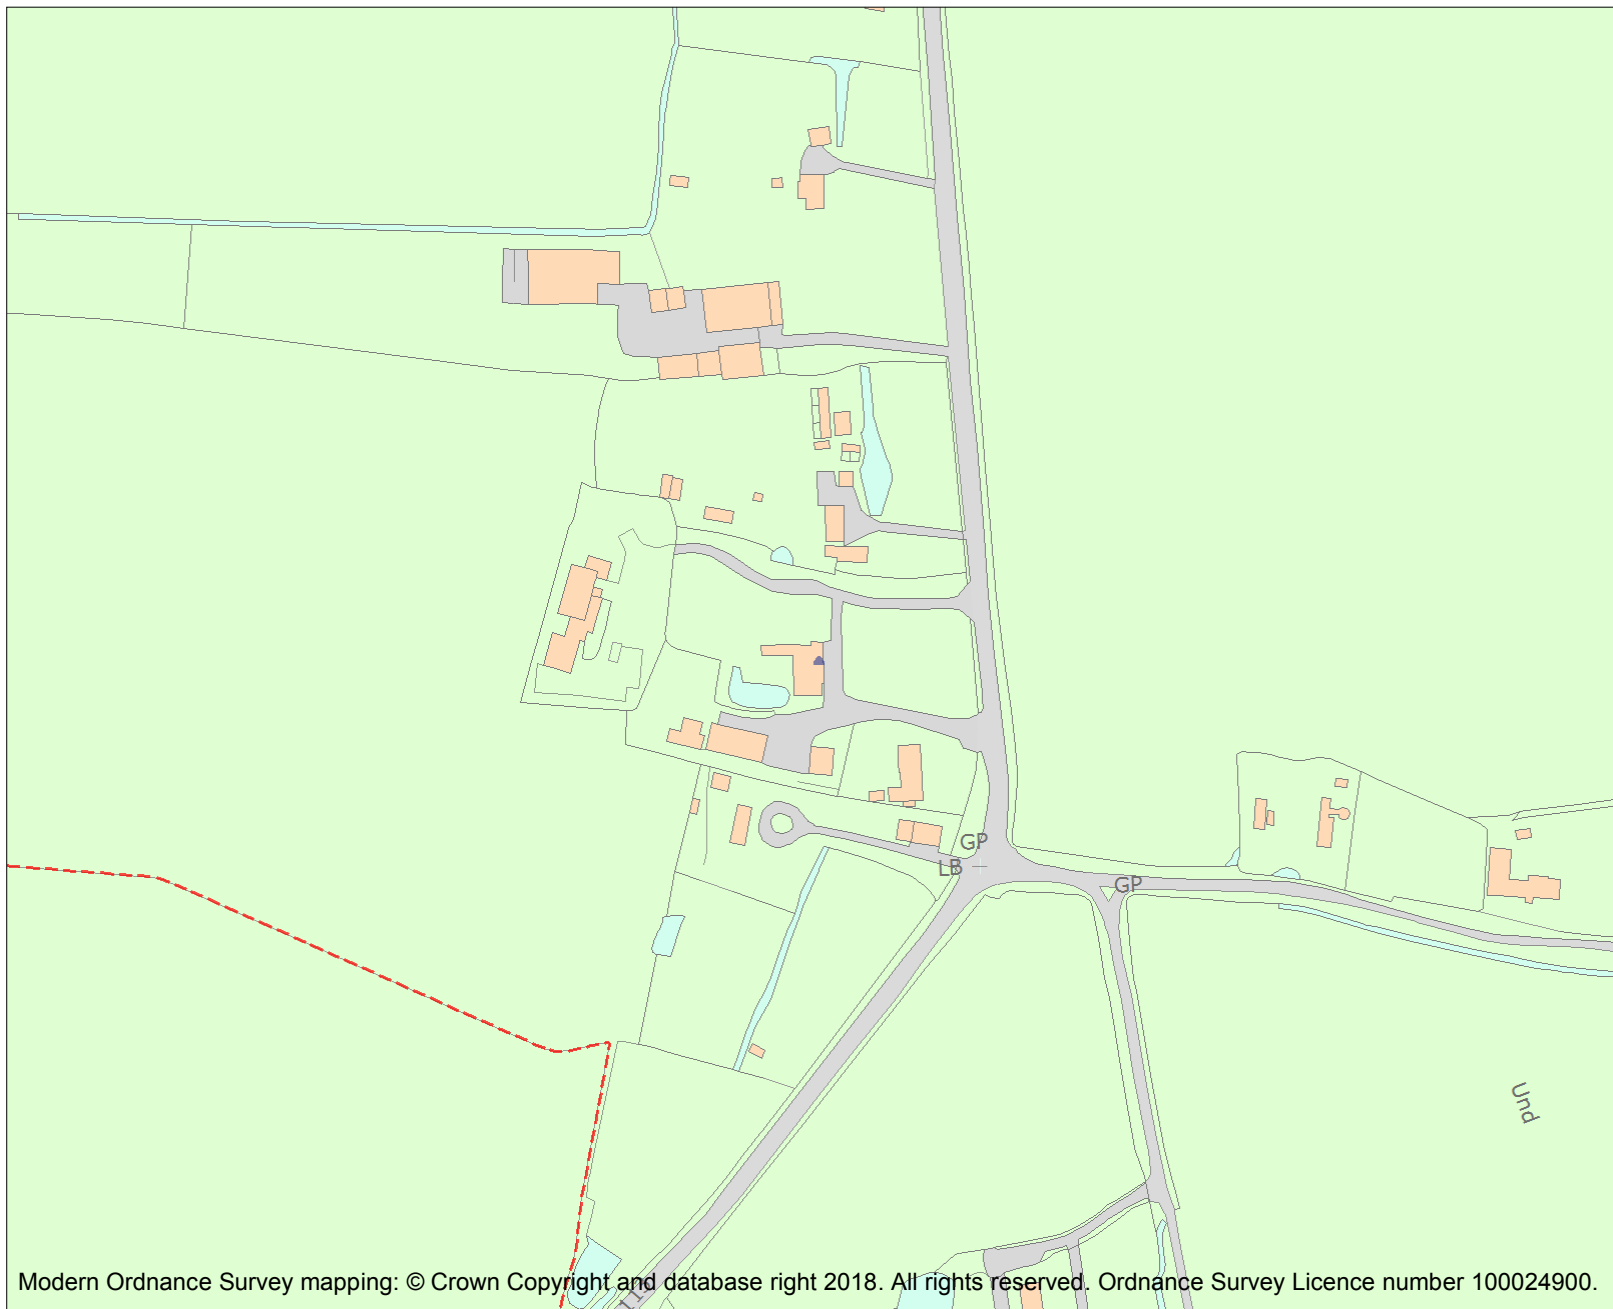 GP
LB
GP
Und
Modern Ordnance Survey mapping: © Crown Copyright and database right 2018. All rights reserved. Ordnance Survey Licence number 100024900.